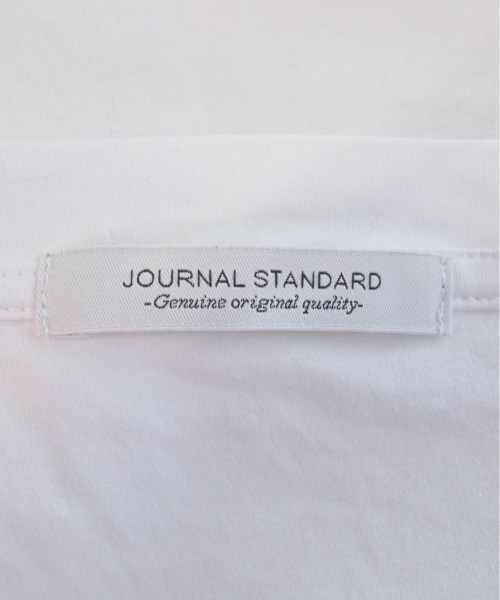 JOURNAL STANDARD
-Genuine original quality-